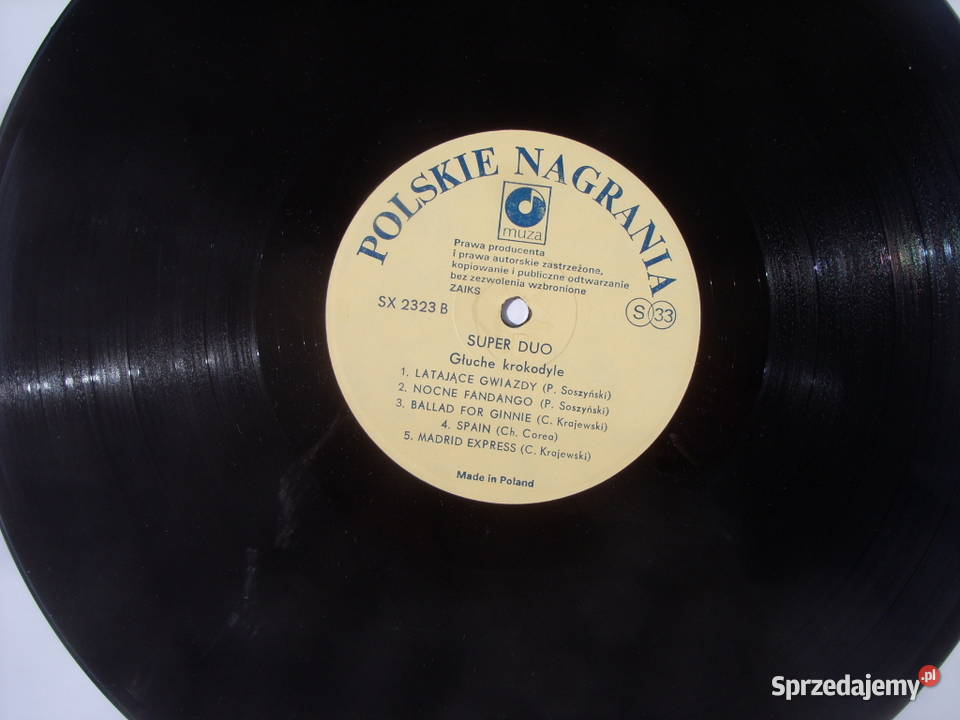 POLSKIE NAGRANIA
muza
Prawa producenta
i prawa autorskie zastrzeżone,
kopiowanie i publiczne odtwarzanie
bez zezwolenia wzbronione
ZAIKS
SX 2323 B
S 33
SUPER DUO
Głuche krokodyle
1. LATAJĄCE GWIAZDY (P. Soszyński)
2. NOCNE FANDANGO (P. Soszyński)
3. BALLAD FOR GINNIE (C. Krajewski)
4. SPAIN (Ch. Corea)
5. MADRID EXPRESS (C. Krajewski)
Made in Poland
Sprzedajemy.pl